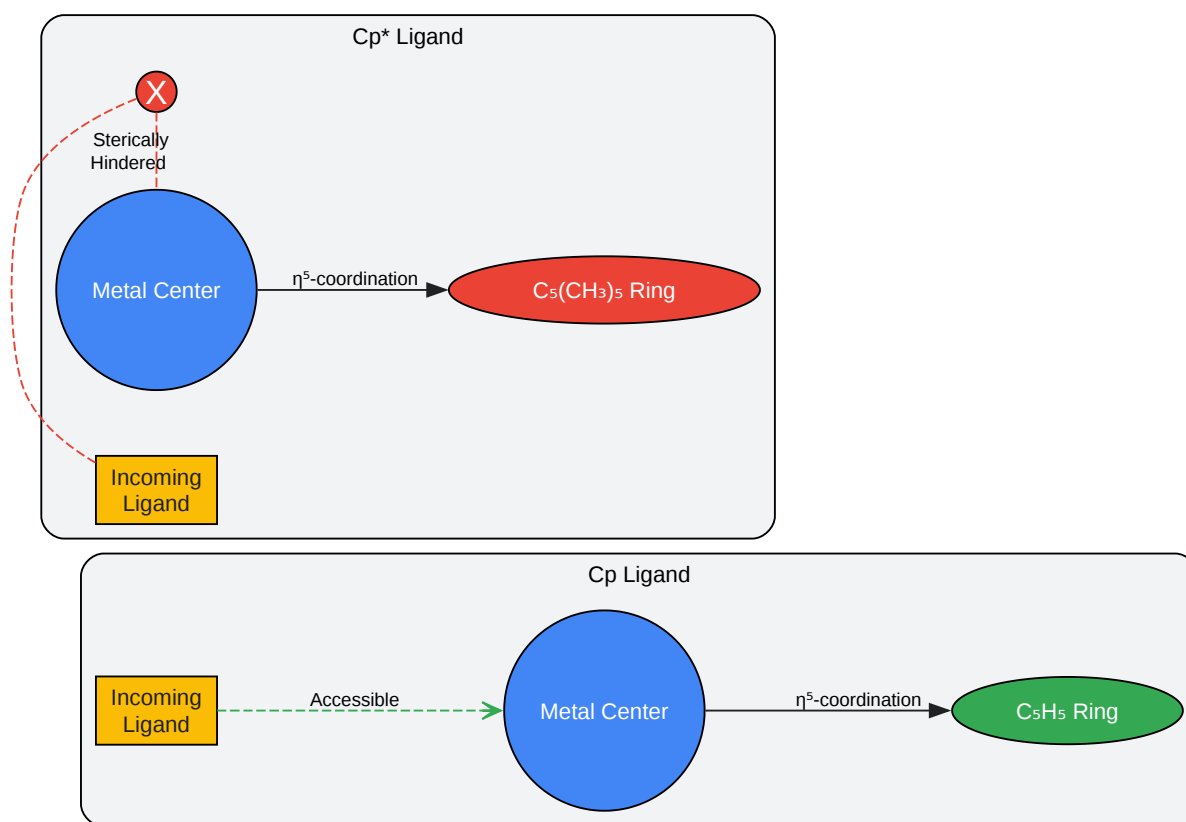 Cp* Ligand
X
Sterically
Hindered
Metal Center
η⁵-coordination
C₅(CH₃)₅ Ring
Incoming
Ligand
Cp Ligand
Incoming
Ligand
Accessible
Metal Center
η⁵-coordination
C₅H₅ Ring